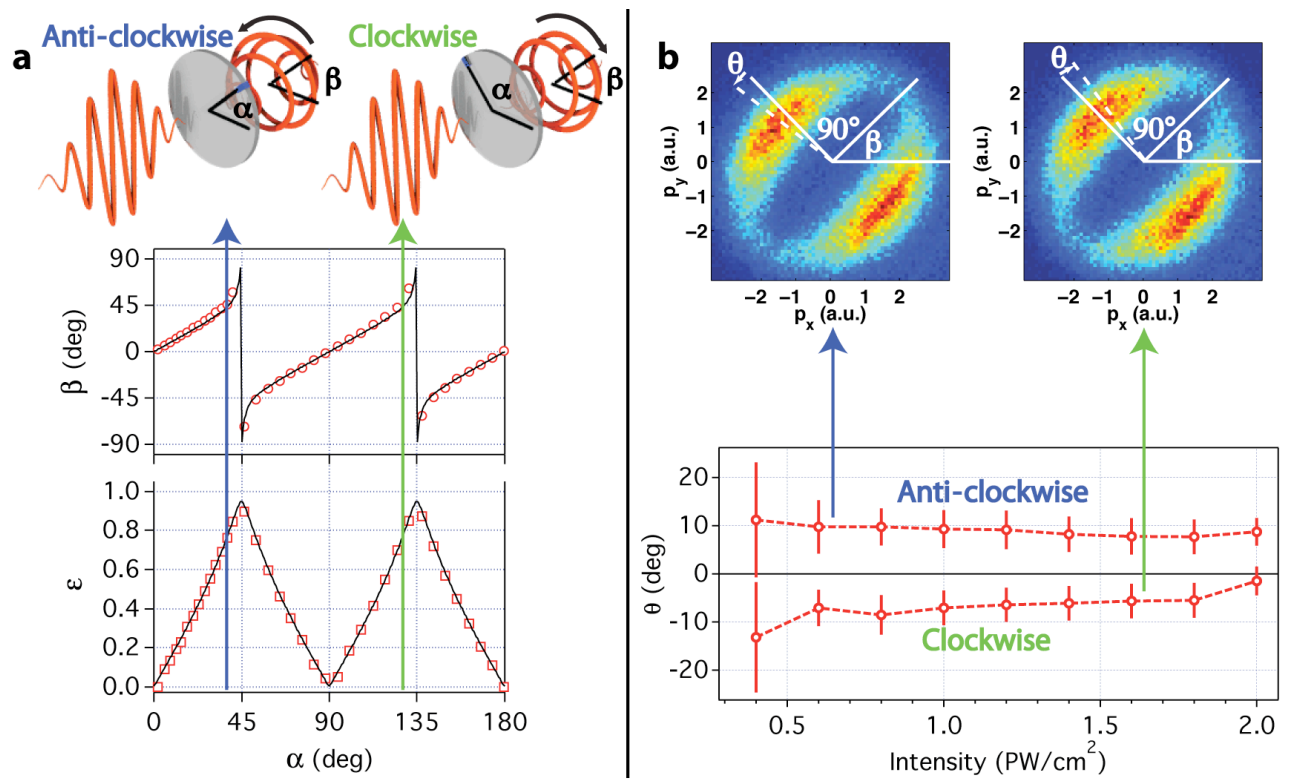 a
Anti-clockwise
Clockwise
α
β
α
β
90
45
0
-45
-90
β (deg)
1.0
0.8
0.6
0.4
0.2
0.0
ε
0
45
90
135
180
α (deg)
b
θ
90°
β
2
1
0
−1
−2
p_y (a.u.)
−2
−1
0
1
2
p_x (a.u.)
θ
90°
β
2
1
0
−1
−2
p_y (a.u.)
−2
−1
0
1
2
p_x (a.u.)
20
10
0
-10
-20
θ (deg)
Anti-clockwise
Clockwise
0.5
1.0
1.5
2.0
Intensity (PW/cm²)